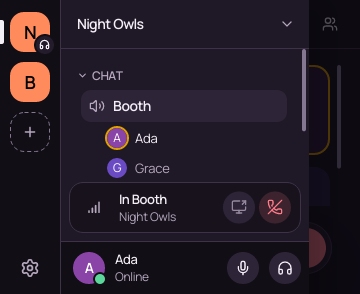 N
B
Night Owls
CHAT
Booth
A
Ada
G
Grace
In Booth
Night Owls
A
Ada
Online